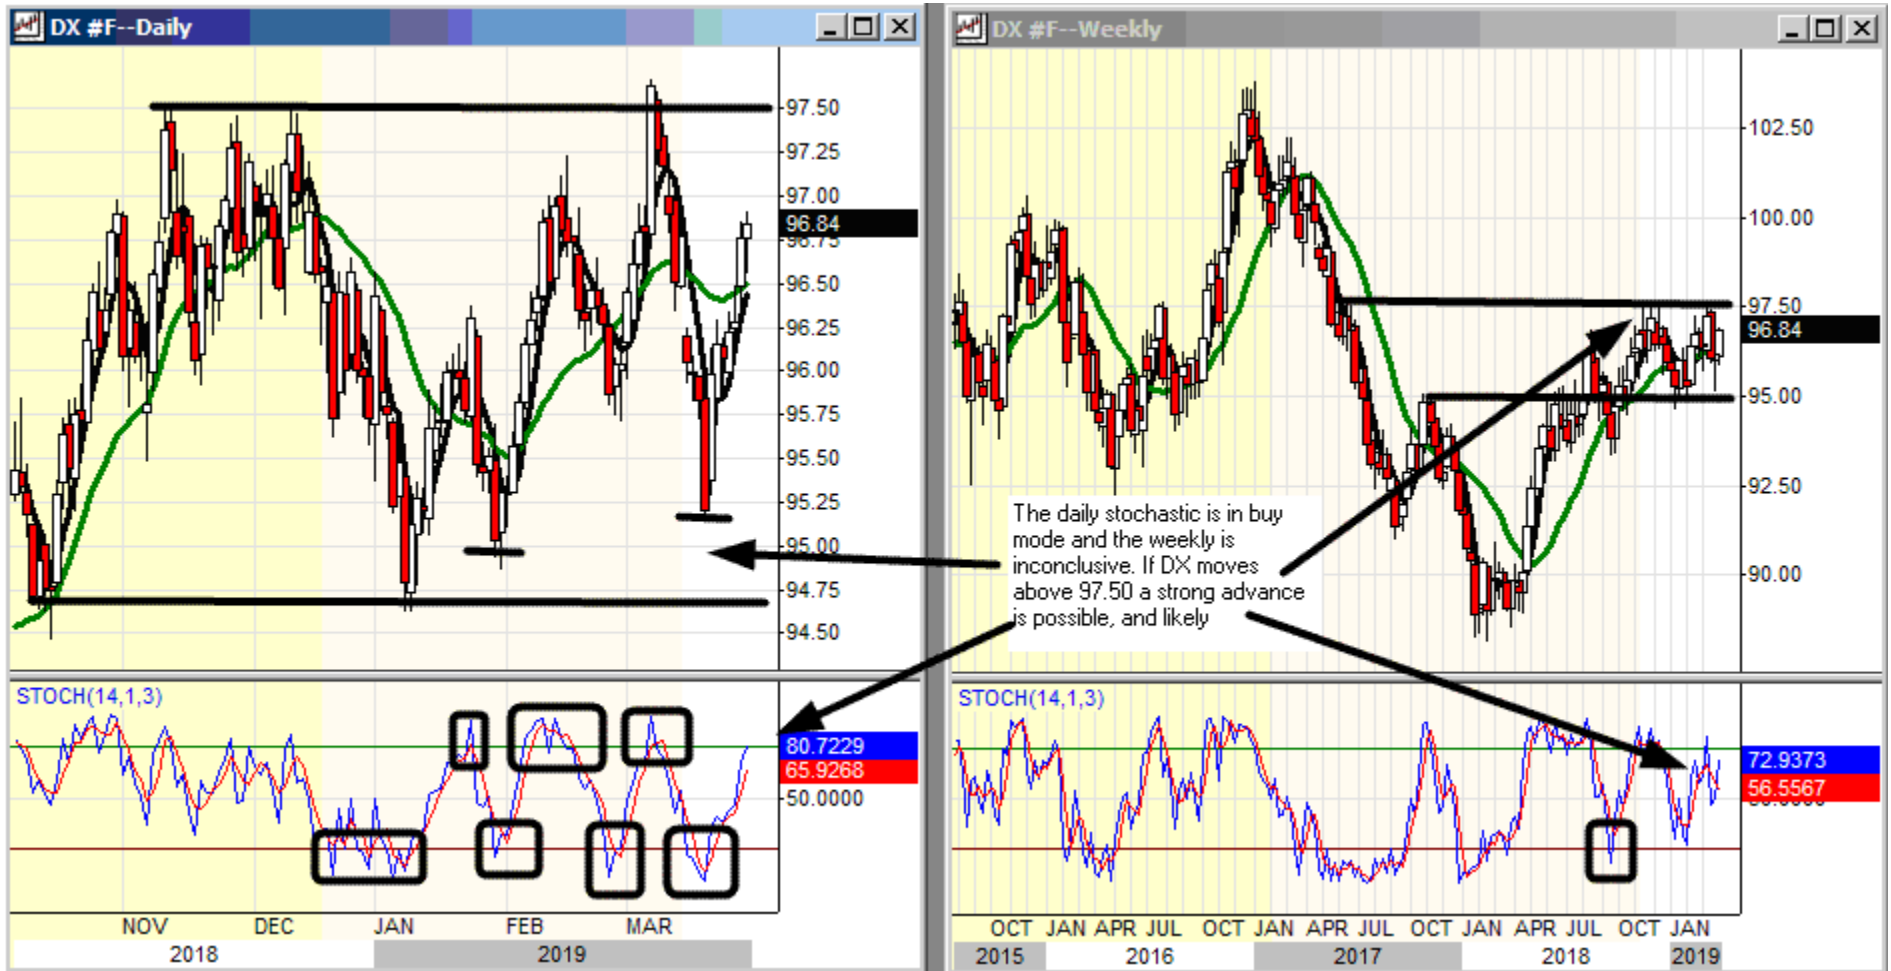 DX #F--Daily
97.50
97.25
97.00
96.84
96.75
96.50
96.25
96.00
95.75
95.50
95.25
95.00
94.75
94.50
STOCH(14,1,3)
80.7229
65.9268
50.0000
NOV DEC JAN FEB MAR
2018 2019
DX #F--Weekly
102.50
100.00
97.50
96.84
95.00
92.50
90.00
The daily stochastic is in buy
mode and the weekly is
inconclusive. If DX moves
above 97.50 a strong advance
is possible, and likely
STOCH(14,1,3)
72.9373
56.5567
OCT JAN APR JUL OCT JAN APR JUL OCT JAN APR JUL OCT JAN
2015 2016 2017 2018 2019